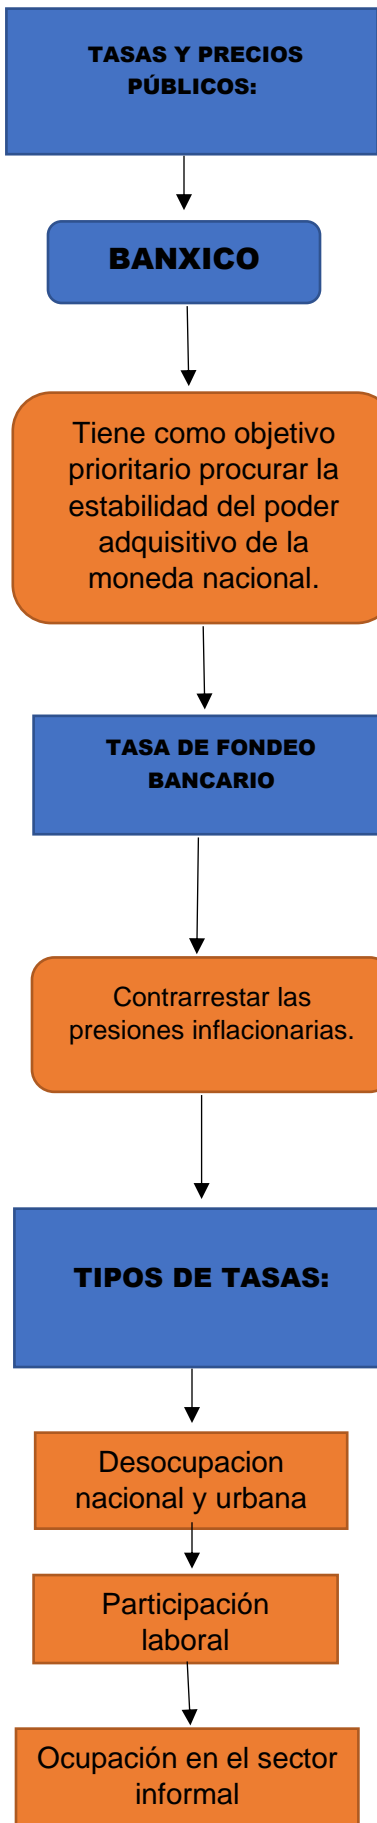 TASAS Y PRECIOS
PÚBLICOS:
BANXICO
Tiene como objetivo
prioritario procurar la
estabilidad del poder
adquisitivo de la
moneda nacional.
TASA DE FONDEO
BANCARIO
Contrarrestar las
presiones inflacionarias.
TIPOS DE TASAS:
Desocupacion
nacional y urbana
Participación
laboral
Ocupación en el sector
informal